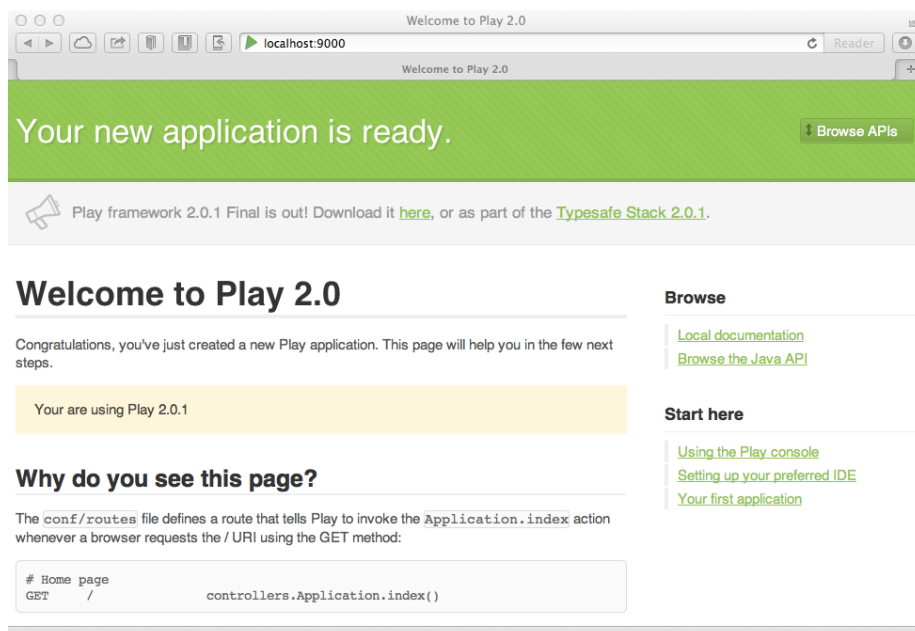 Welcome to Play 2.0
localhost:9000
Reader
Welcome to Play 2.0
Your new application is ready.
Browse APIs
Play framework 2.0.1 Final is out! Download it here, or as part of the Typesafe Stack 2.0.1.
Welcome to Play 2.0
Congratulations, you've just created a new Play application. This page will help you in the few next
steps.
Your are using Play 2.0.1
Why do you see this page?
The conf/routes file defines a route that tells Play to invoke the Application.index action
whenever a browser requests the / URI using the GET method:
# Home page
GET / controllers.Application.index()
Browse
Local documentation
Browse the Java API
Start here
Using the Play console
Setting up your preferred IDE
Your first application